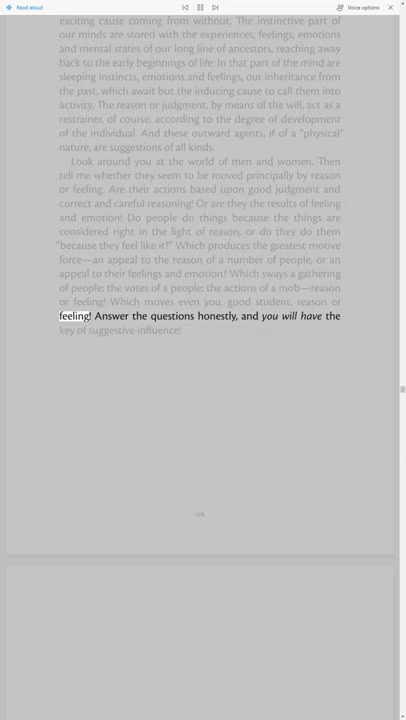 Read aloud
Voice options
exciting cause coming from without. The instinctive part of
our minds are stored with the experiences, feelings, emotions
and mental states of our long line of ancestors, reaching away
back to the early beginnings of life. In that part of the mind are
sleeping instincts, emotions and feelings, our inheritance from
the past, which await but the inducing cause to call them into
activity. The reason or judgment, by means of the will, act as a
restrainer, of course, according to the degree of development
of the individual. And these outward agents, if of a "physical"
nature, are suggestions of all kinds.
Look around you at the world of men and women. Then
tell me whether they seem to be moved principally by reason
or feeling. Are their actions based upon good judgment and
correct and careful reasoning? Or are they the results of feeling
and emotion? Do people do things because the things are
considered right in the light of reason, or do they do them
"because they feel like it?" Which produces the greatest motive
force—an appeal to the reason of a number of people, or an
appeal to their feelings and emotion? Which sways a gathering
of people; the votes of a people; the actions of a mob—reason
or feeling? Which moves even you, good student, reason or
feeling? Answer the questions honestly, and you will have the
key of suggestive influence!